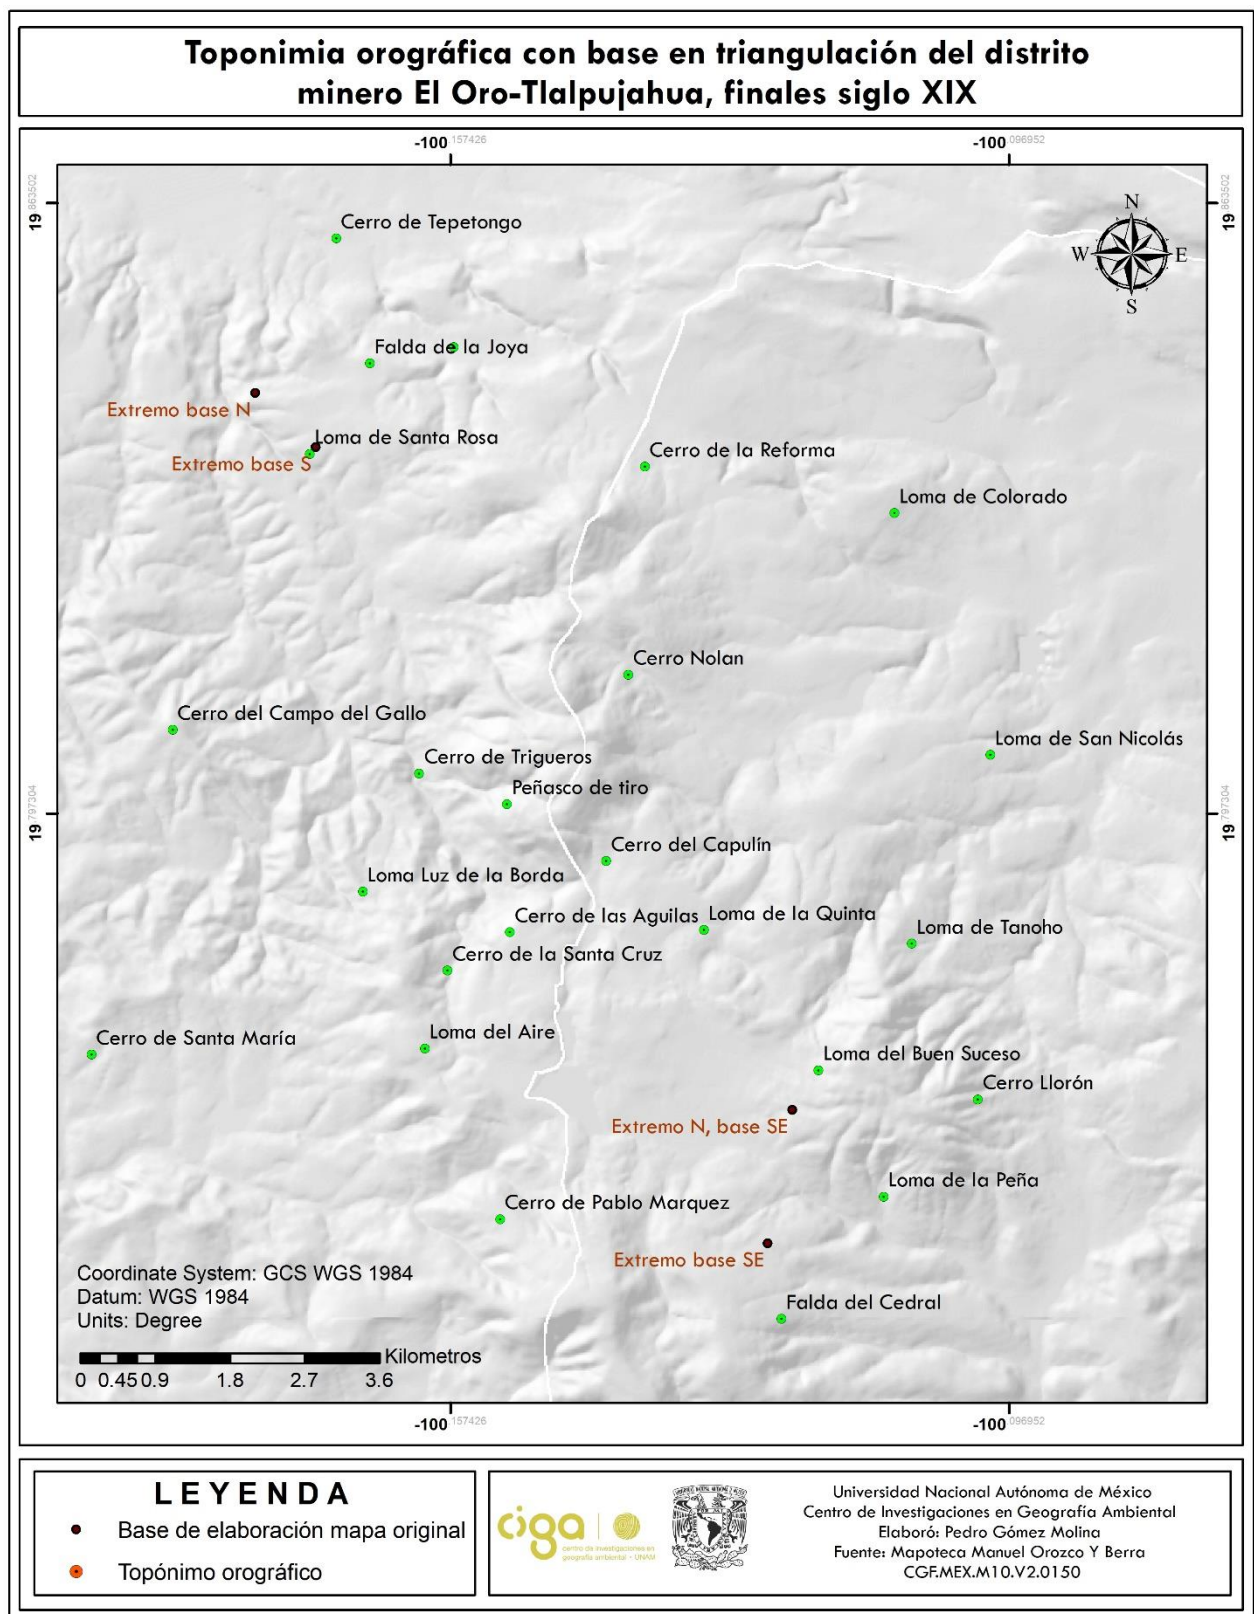 Toponimia orográfica con base en triangulación del distrito
minero El Oro-Tlalpujahua, finales siglo XIX
-100.157426
-100.096952
19.863502
19.863502
N
W
E
S
Cerro de Tepetongo
Falda de la Joya
Extremo base N
Loma de Santa Rosa
Extremo base S
Cerro de la Reforma
Loma de Colorado
Cerro Nolan
Cerro del Campo del Gallo
Loma de San Nicolás
Cerro de Trigueros
Peñasco de tiro
19.797304
19.797304
Cerro del Capulín
Loma Luz de la Borda
Cerro de las Aguilas
Loma de la Quinta
Loma de Tanoho
Cerro de la Santa Cruz
Cerro de Santa María
Loma del Aire
Loma del Buen Suceso
Cerro Llorón
Extremo N, base SE
Loma de la Peña
Cerro de Pablo Marquez
Extremo base SE
Falda del Cedral
Coordinate System: GCS WGS 1984
Datum: WGS 1984
Units: Degree
Kilometros
0 0.45 0.9 1.8 2.7 3.6
-100.157426
-100.096952
LEYENDA
Base de elaboración mapa original
Topónimo orográfico
ciga
centro de investigaciones en
geografía ambiental • UNAM
Universidad Nacional Autónoma de México
Centro de Investigaciones en Geografía Ambiental
Elaboró: Pedro Gómez Molina
Fuente: Mapoteca Manuel Orozco Y Berra
CGF.MEX.M10.V2.0150